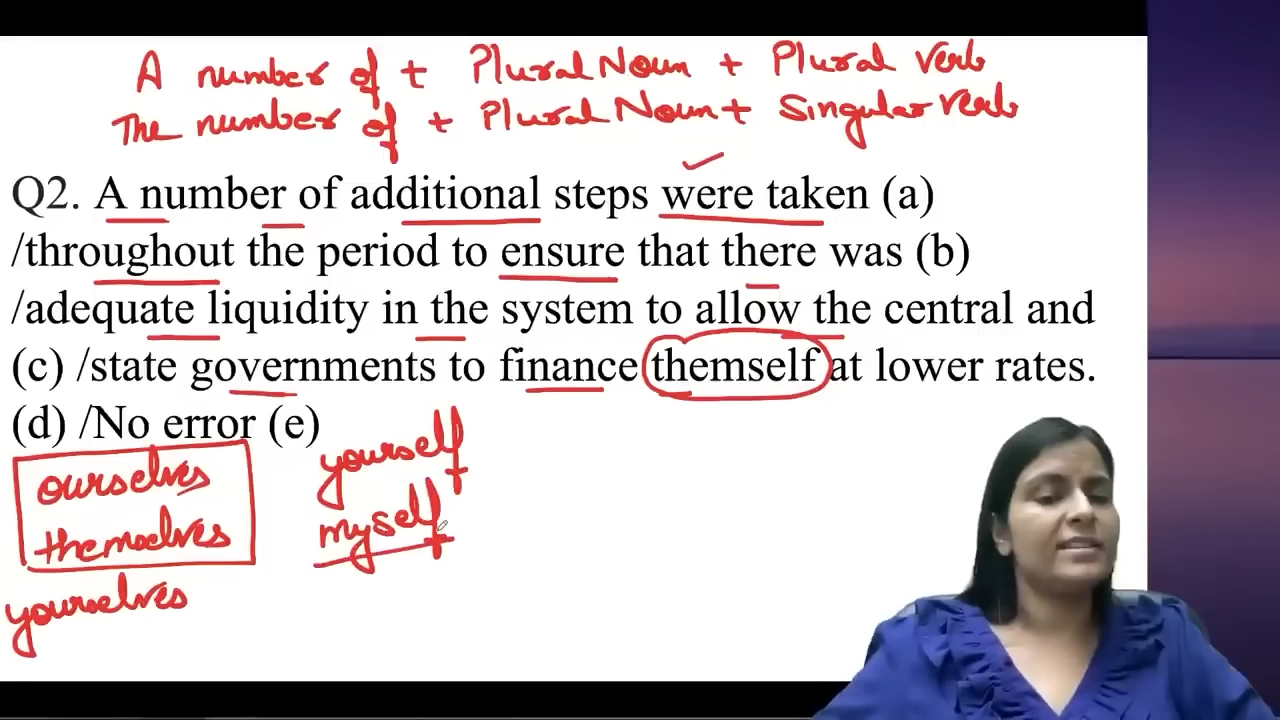 A number of + Plural Noun + Plural Verb
The number of + Plural Noun + Singular Verb
Q2. A number of additional steps were taken (a)
/throughout the period to ensure that there was (b)
/adequate liquidity in the system to allow the central and
(c) /state governments to finance themself at lower rates.
(d) /No error (e)
ourselves
themselves
yourselves
yourself
myself